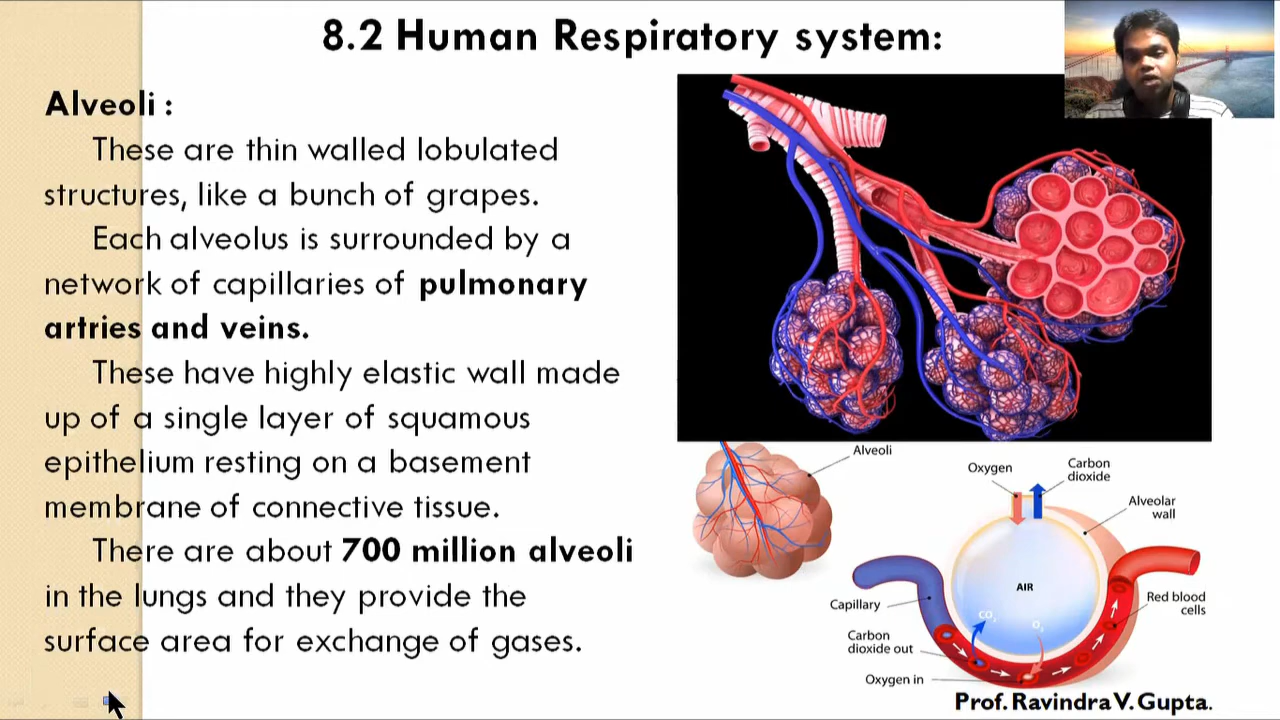 8.2 Human Respiratory system:
Alveoli :
These are thin walled lobulated
structures, like a bunch of grapes.
Each alveolus is surrounded by a
network of capillaries of pulmonary
artries and veins.
These have highly elastic wall made
up of a single layer of squamous
epithelium resting on a basement
membrane of connective tissue.
There are about 700 million alveoli
in the lungs and they provide the
surface area for exchange of gases.
Alveoli
Oxygen
Carbon
dioxide
Alveolar
wall
AIR
Capillary
CO₂
O₂
Red blood
cells
Carbon
dioxide out
Oxygen in
Prof. Ravindra V. Gupta.